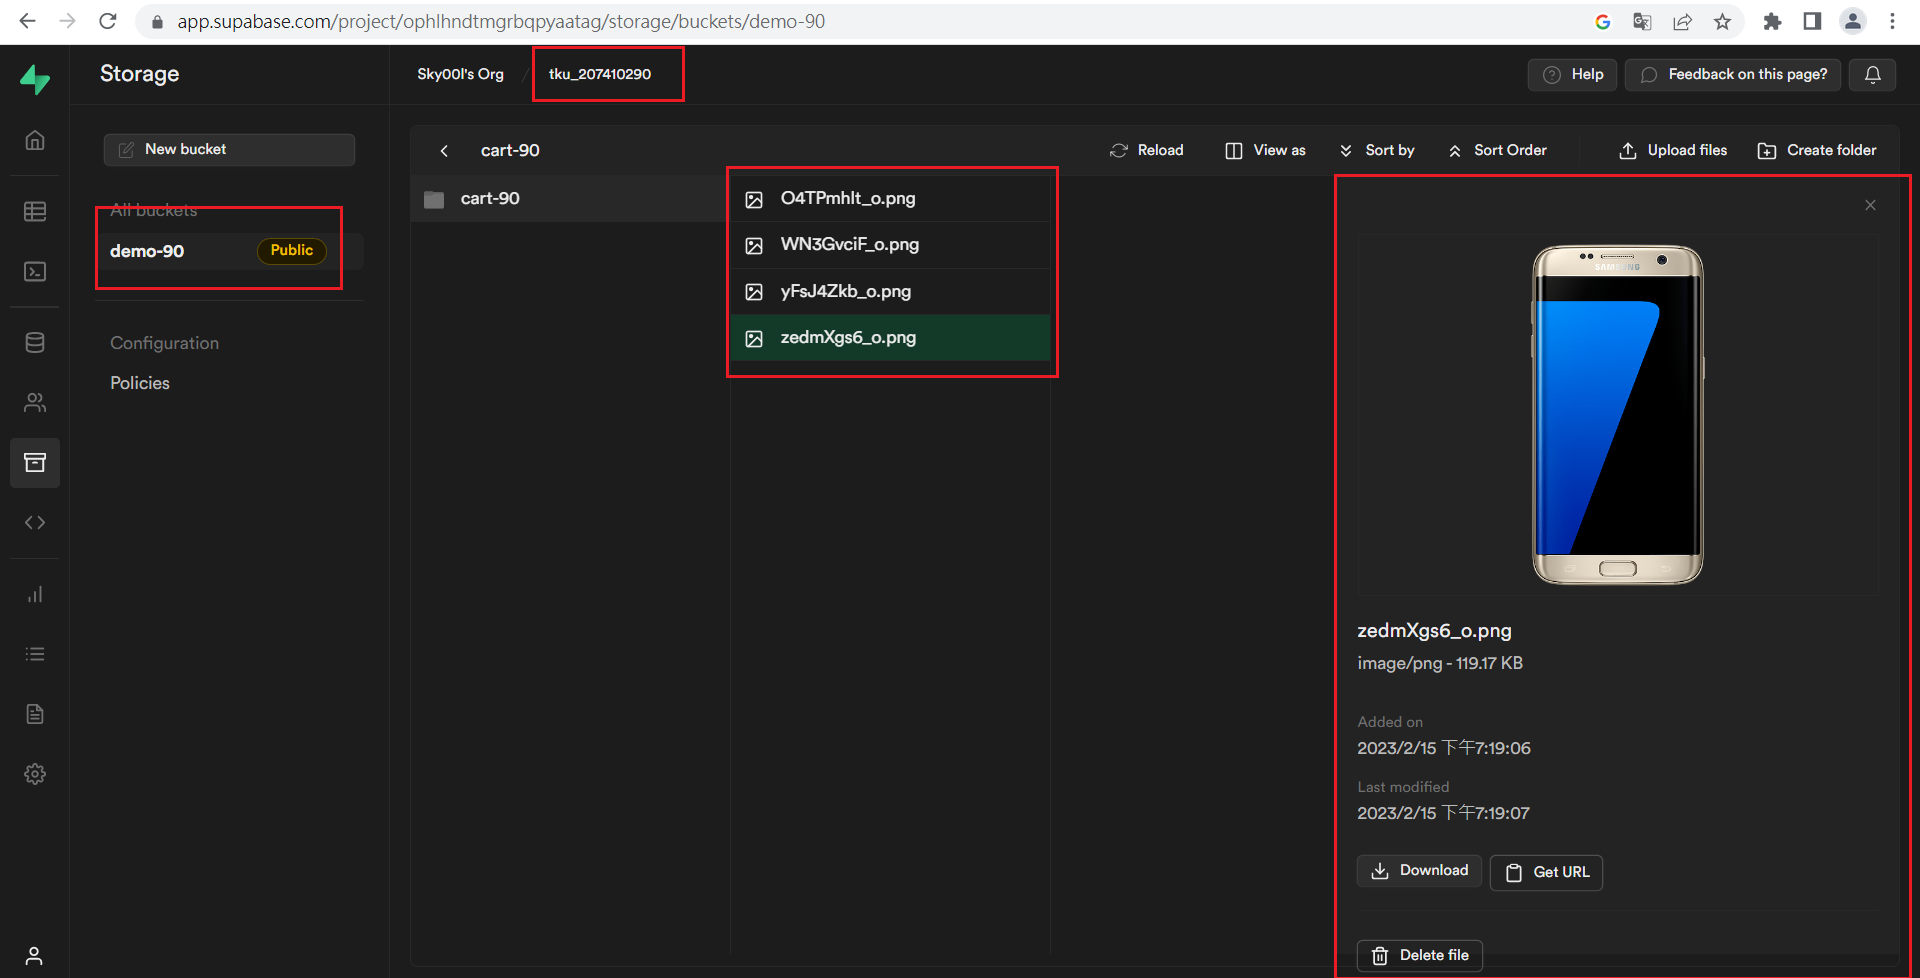 app.supabase.com/project/ophlhndtmgrbqpyaatag/storage/buckets/demo-90
Storage
Sky00l's Org / tku_207410290
Help
Feedback on this page?
New bucket
All buckets
demo-90 Public
Configuration
Policies
cart-90
Reload
View as
Sort by
Sort Order
Upload files
Create folder
cart-90
O4TPmhIt_o.png
WN3GvciF_o.png
yFsJ4Zkb_o.png
zedmXgs6_o.png
SAMSUNG
zedmXgs6_o.png
image/png - 119.17 KB
Added on
2023/2/15 下午7:19:06
Last modified
2023/2/15 下午7:19:07
Download
Get URL
Delete file